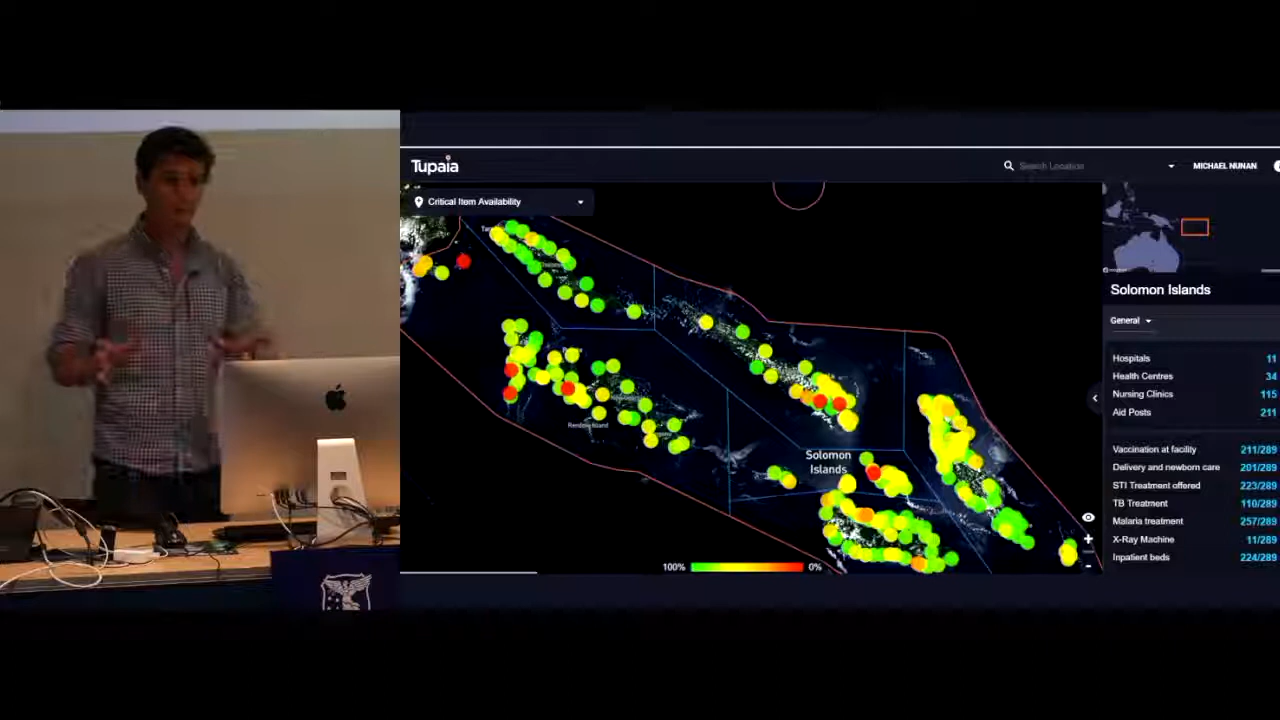 Tupaia
Search Location
MICHAEL NUNAN
Critical Item Availability
Solomon Islands
General
Hospitals 11
Health Centres 34
Nursing Clinics 115
Aid Posts 211
Vaccination at facility 211/289
Delivery and newborn care 201/289
STI Treatment offered 223/289
TB Treatment 110/289
Malaria treatment 257/289
X-Ray Machine 11/289
Inpatient beds 224/289
Solomon
Islands
100% 0%